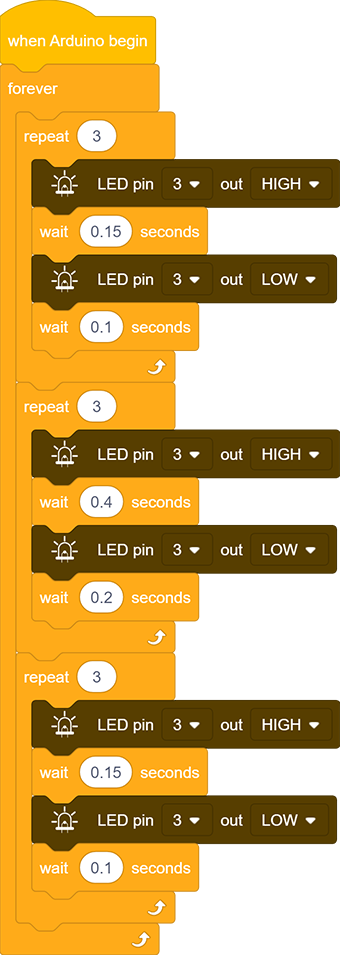 when Arduino begin
forever
repeat 3
LED pin 3 out HIGH
wait 0.15 seconds
LED pin 3 out LOW
wait 0.1 seconds
repeat 3
LED pin 3 out HIGH
wait 0.4 seconds
LED pin 3 out LOW
wait 0.2 seconds
repeat 3
LED pin 3 out HIGH
wait 0.15 seconds
LED pin 3 out LOW
wait 0.1 seconds